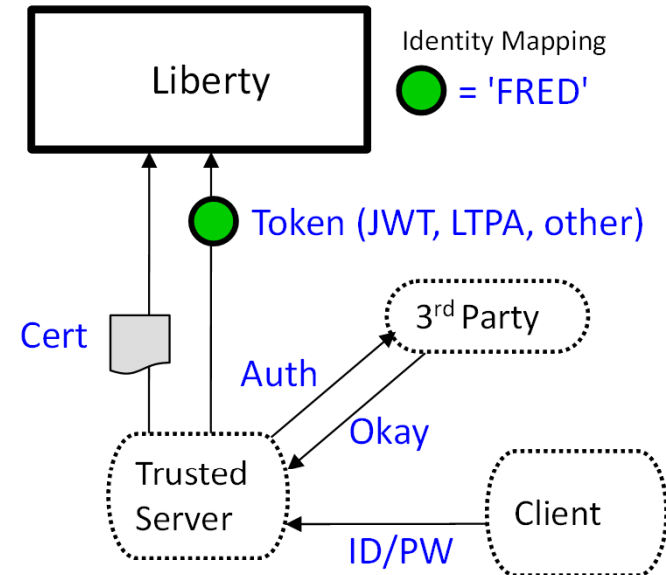 Liberty
Identity Mapping
= 'FRED'
Token (JWT, LTPA, other)
3rd Party
Cert
Auth
Okay
Trusted
Server
Client
ID/PW